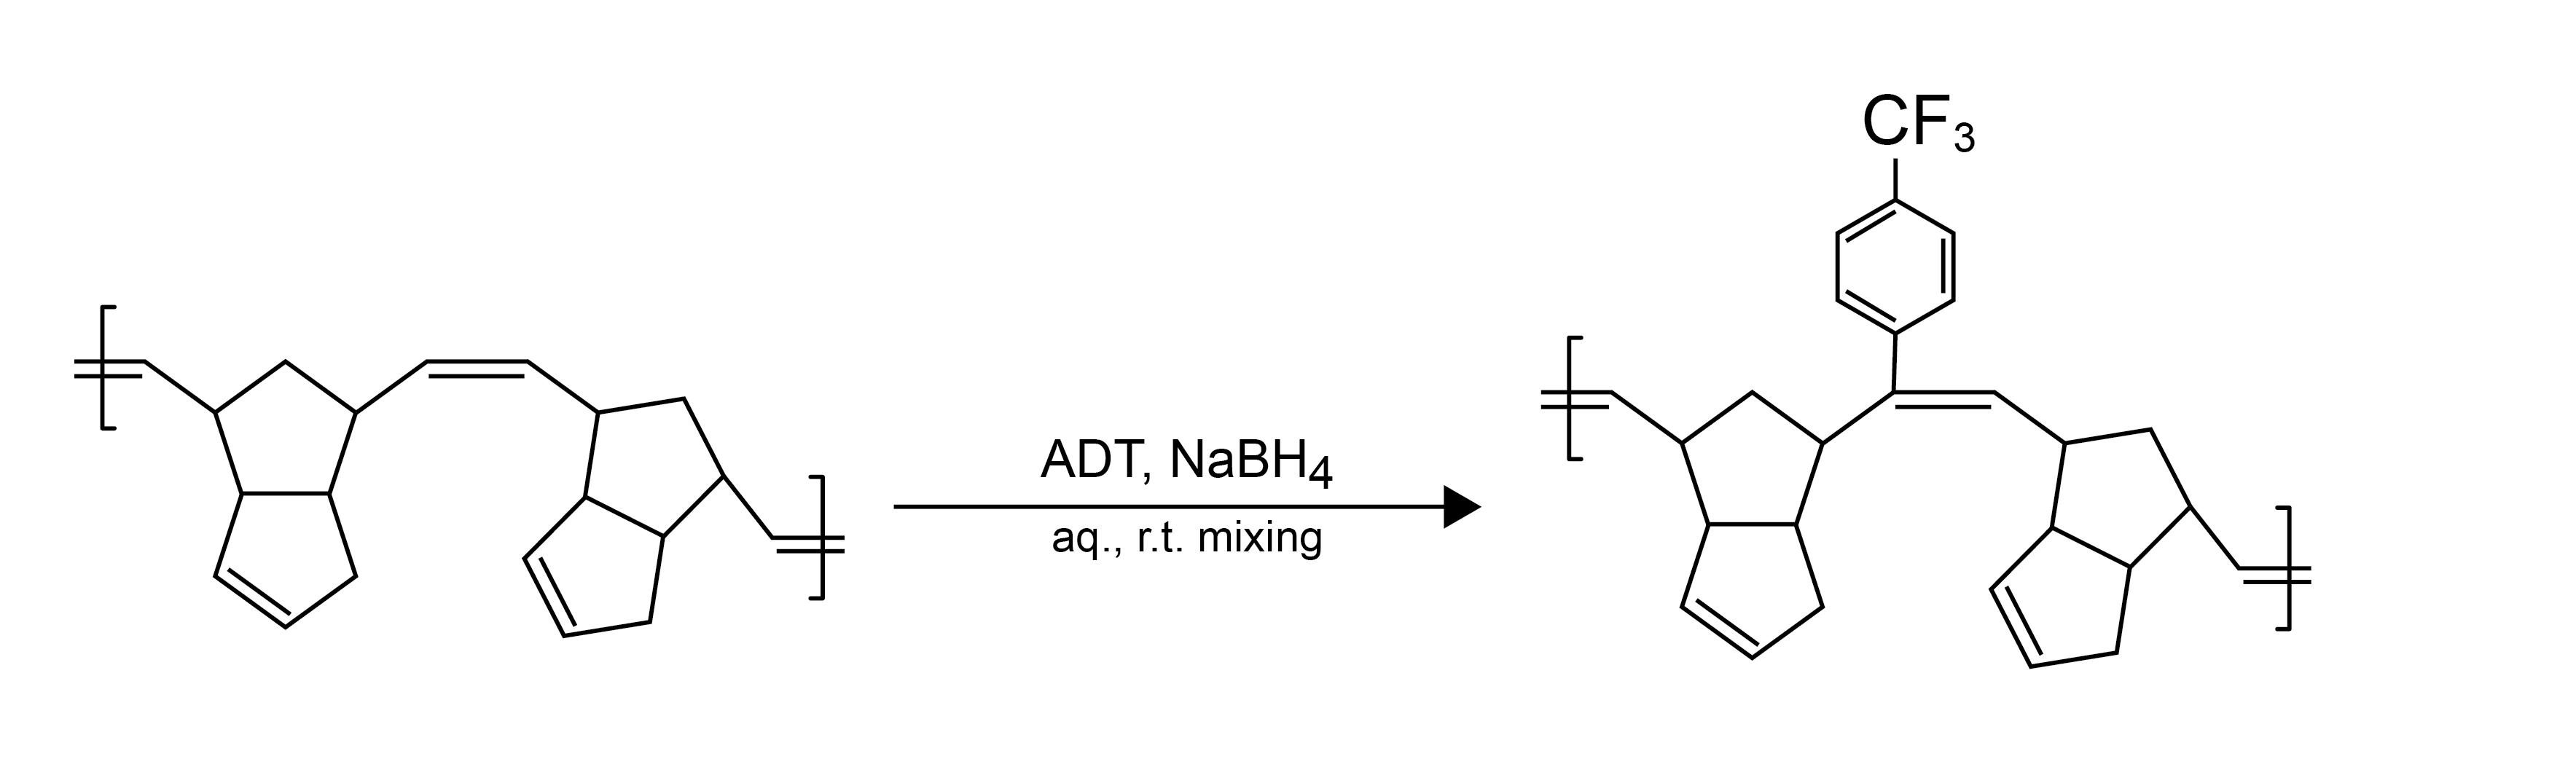 CF₃
ADT, NaBH₄
aq., r.t. mixing